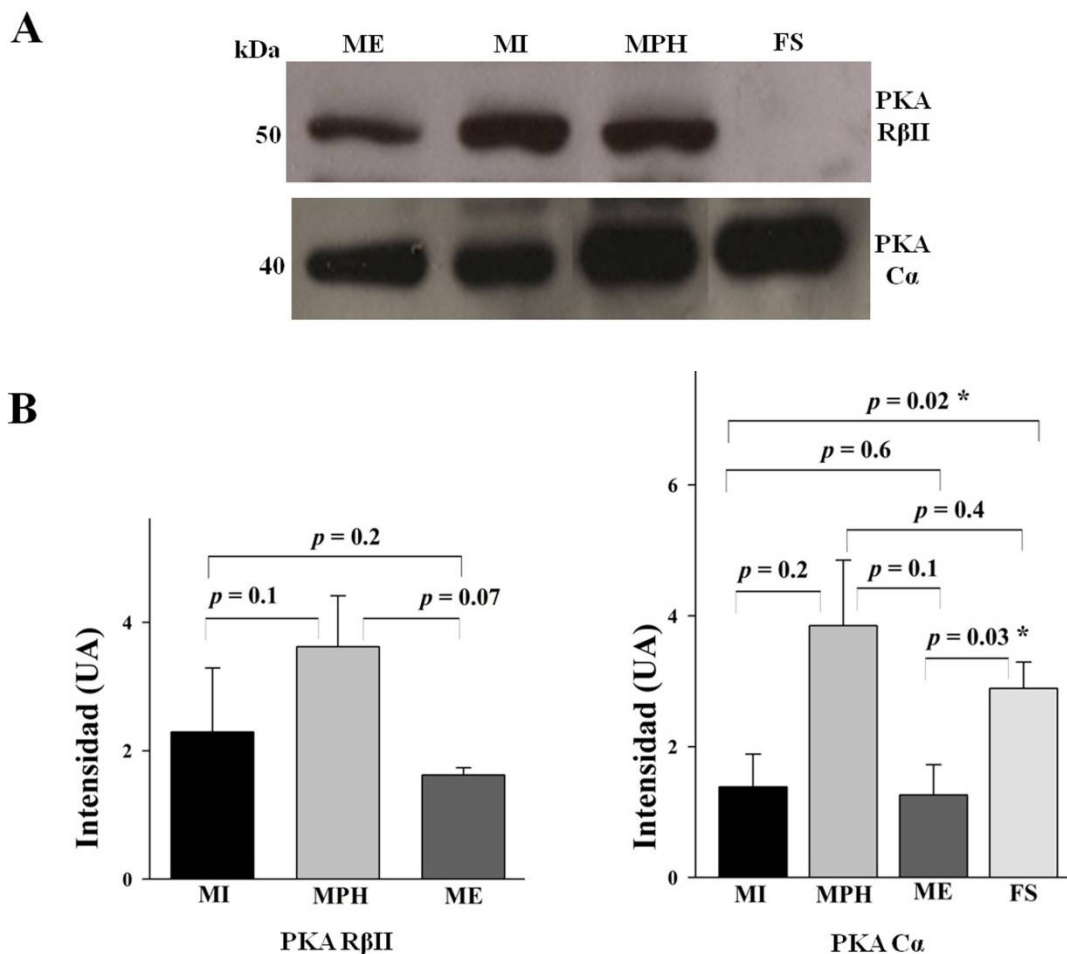 A
kDa ME MI MPH FS
50
PKA
RβII
40
PKA
Cα
B
Intensidad (UA)
4
2
0
p = 0.2
p = 0.1
p = 0.07
MI MPH ME
PKA RβII
Intensidad (UA)
6
4
2
0
p = 0.02 *
p = 0.6
p = 0.4
p = 0.2
p = 0.1
p = 0.03 *
MI MPH ME FS
PKA Cα